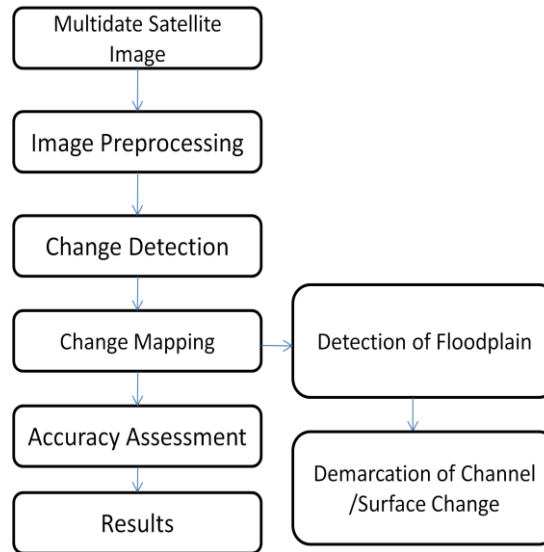 Multidate Satellite
Image
Image Preprocessing
Change Detection
Change Mapping
Detection of Floodplain
Accuracy Assessment
Demarcation of Channel
/Surface Change
Results